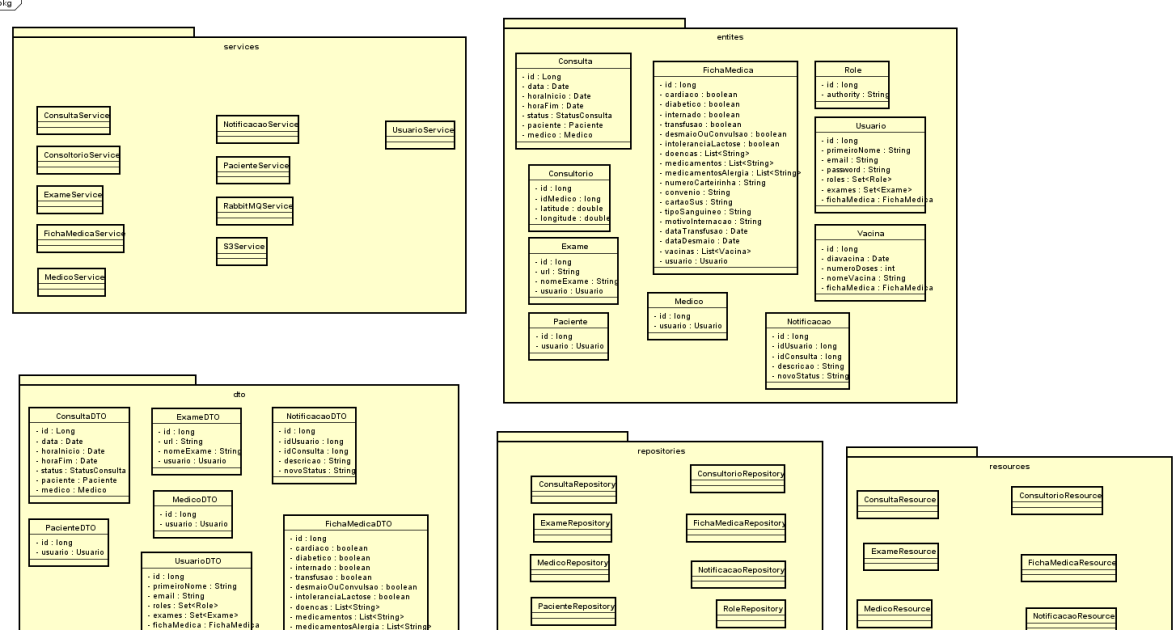 pkg
services
ConsultaService
ConsoltorioService
ExameService
FichaMedicaService
MedicoService
NotificacaoService
PacienteService
RabbitMQService
S3Service
UsuarioService
entites
Consulta
- id : Long
- data : Date
- horaInicio : Date
- horaFim : Date
- status : StatusConsulta
- paciente : Paciente
- medico : Medico
Consultorio
- id : long
- idMedico : long
- latitude : double
- longitude : double
Exame
- id : long
- url : String
- nomeExame : String
- usuario : Usuario
Paciente
- id : long
- usuario : Usuario
FichaMedica
- id : long
- cardiaco : boolean
- diabetico : boolean
- internado : boolean
- transfusao : boolean
- desmaioOuConvulsao : boolean
- intoleranciaLactose : boolean
- doencas : List<String>
- medicamentos : List<String>
- medicamentosAlergia : List<String>
- numeroCarteirinha : String
- convenio : String
- cartaoSus : String
- tipoSanguineo : String
- motivoInternacao : String
- dataTransfusao : Date
- dataDesmaio : Date
- vacinas : List<Vacina>
- usuario : Usuario
Medico
- id : long
- usuario : Usuario
Role
- id : long
- authority : String
Usuario
- id : long
- primeiroNome : String
- email : String
- password : String
- roles : Set<Role>
- exames : Set<Exame>
- fichaMedica : FichaMedica
Vacina
- id : long
- diavacina : Date
- numeroDoses : int
- nomeVacina : String
- fichaMedica : FichaMedica
Notificacao
- id : long
- idUsuario : long
- idConsulta : long
- descricao : String
- novoStatus : String
dto
ConsultaDTO
- id : Long
- data : Date
- horaInicio : Date
- horaFim : Date
- status : StatusConsulta
- paciente : Paciente
- medico : Medico
PacienteDTO
- id : long
- usuario : Usuario
ExameDTO
- id : long
- url : String
- nomeExame : String
- usuario : Usuario
MedicoDTO
- id : long
- usuario : Usuario
UsuarioDTO
- id : long
- primeiroNome : String
- email : String
- roles : Set<Role>
- exames : Set<Exame>
- fichaMedica : FichaMedica
NotificacaoDTO
- id : long
- idUsuario : long
- idConsulta : long
- descricao : String
- novoStatus : String
FichaMedicaDTO
- id : long
- cardiaco : boolean
- diabetico : boolean
- internado : boolean
- transfusao : boolean
- desmaioOuConvulsao : boolean
- intoleranciaLactose : boolean
- doencas : List<String>
- medicamentos : List<String>
- medicamentosAlergia : List<String>
repositories
ConsultaRepository
ExameRepository
MedicoRepository
PacienteRepository
ConsultorioRepository
FichaMedicaRepository
NotificacaoRepository
RoleRepository
resources
ConsultaResource
ExameResource
MedicoResource
ConsultorioResource
FichaMedicaResource
NotificacaoResource